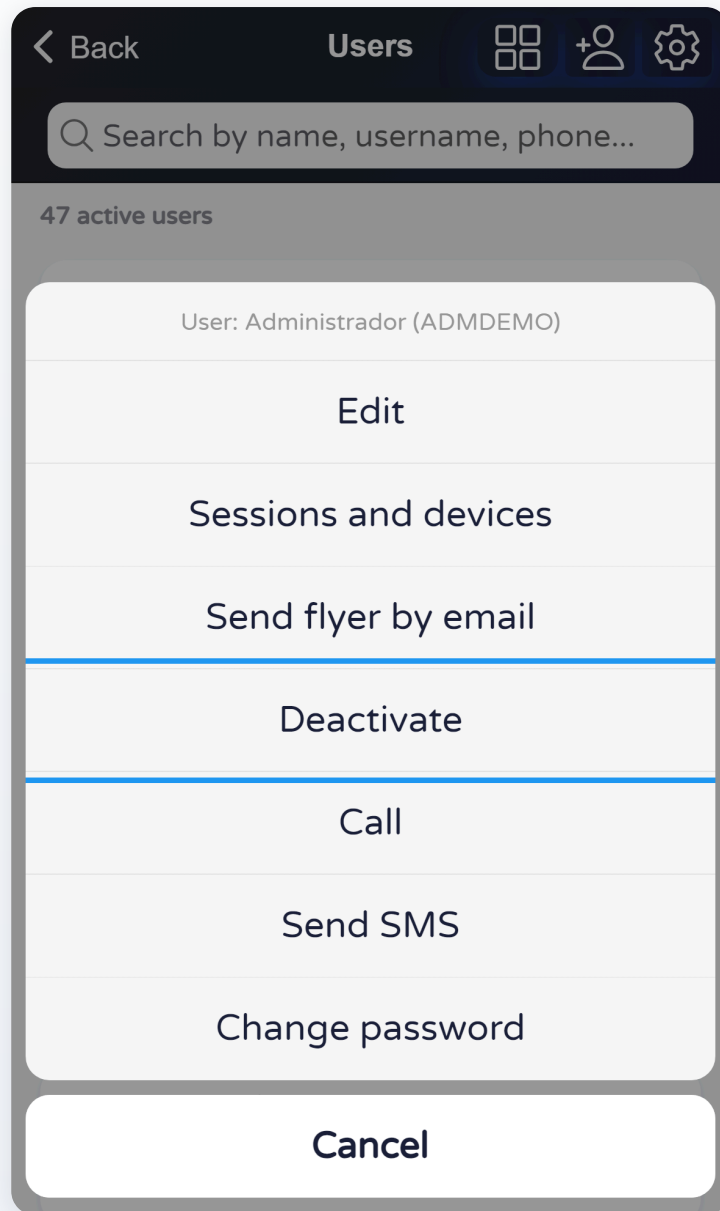 Back
Users
Search by name, username, phone...
47 active users
User: Administrador (ADMDEMO)
Edit
Sessions and devices
Send flyer by email
Deactivate
Call
Send SMS
Change password
Cancel